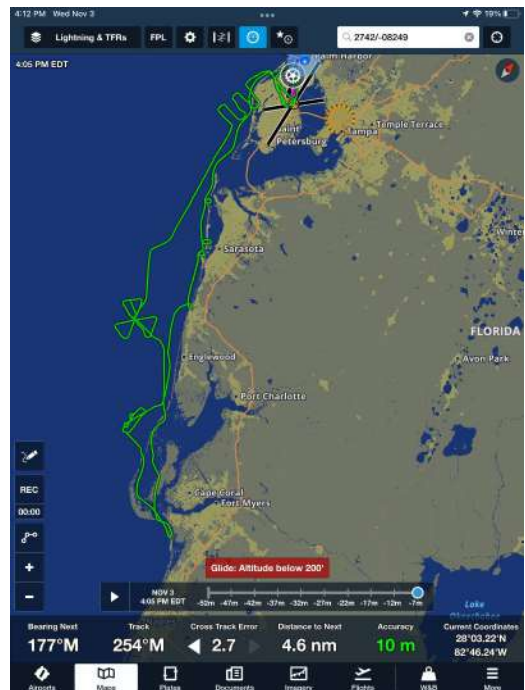 4:12 PM Wed Nov 3
19%
Lightning & TFRs FPL 2742/-08249
4:05 PM EDT
Palm Harbor
Saint Petersburg
Tampa
Temple Terrace
Winter
Sarasota
FLORIDA
Englewood
Avon Park
Port Charlotte
REC
00:00
Cape Coral
Fort Myers
Glide: Altitude below 200'
NOV 3
4:05 PM EDT
-52m -47m -42m -37m -32m -27m -22m -17m -12m -7m
Lake
Okeechobee
Bearing Next Track Cross Track Error Distance to Next Accuracy Current Coordinates
177°M 254°M 2.7 4.6 nm 10 m 28°03.22'N
82°46.24'W
Airports Maps Plates Documents Imagery Flights W&B More